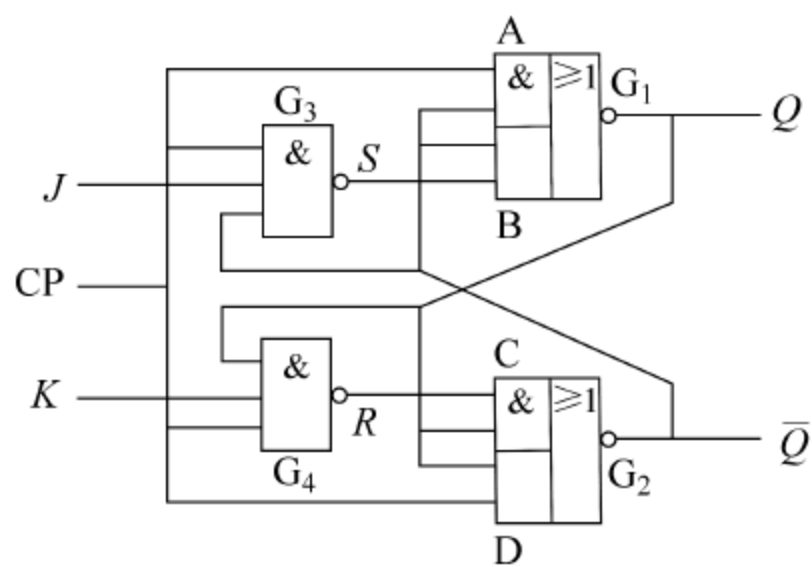 A
& ≥1 G₁ Q
G₃
& S
J
B
CP
C
& & ≥1
K R Q̄
G₄ G₂
D